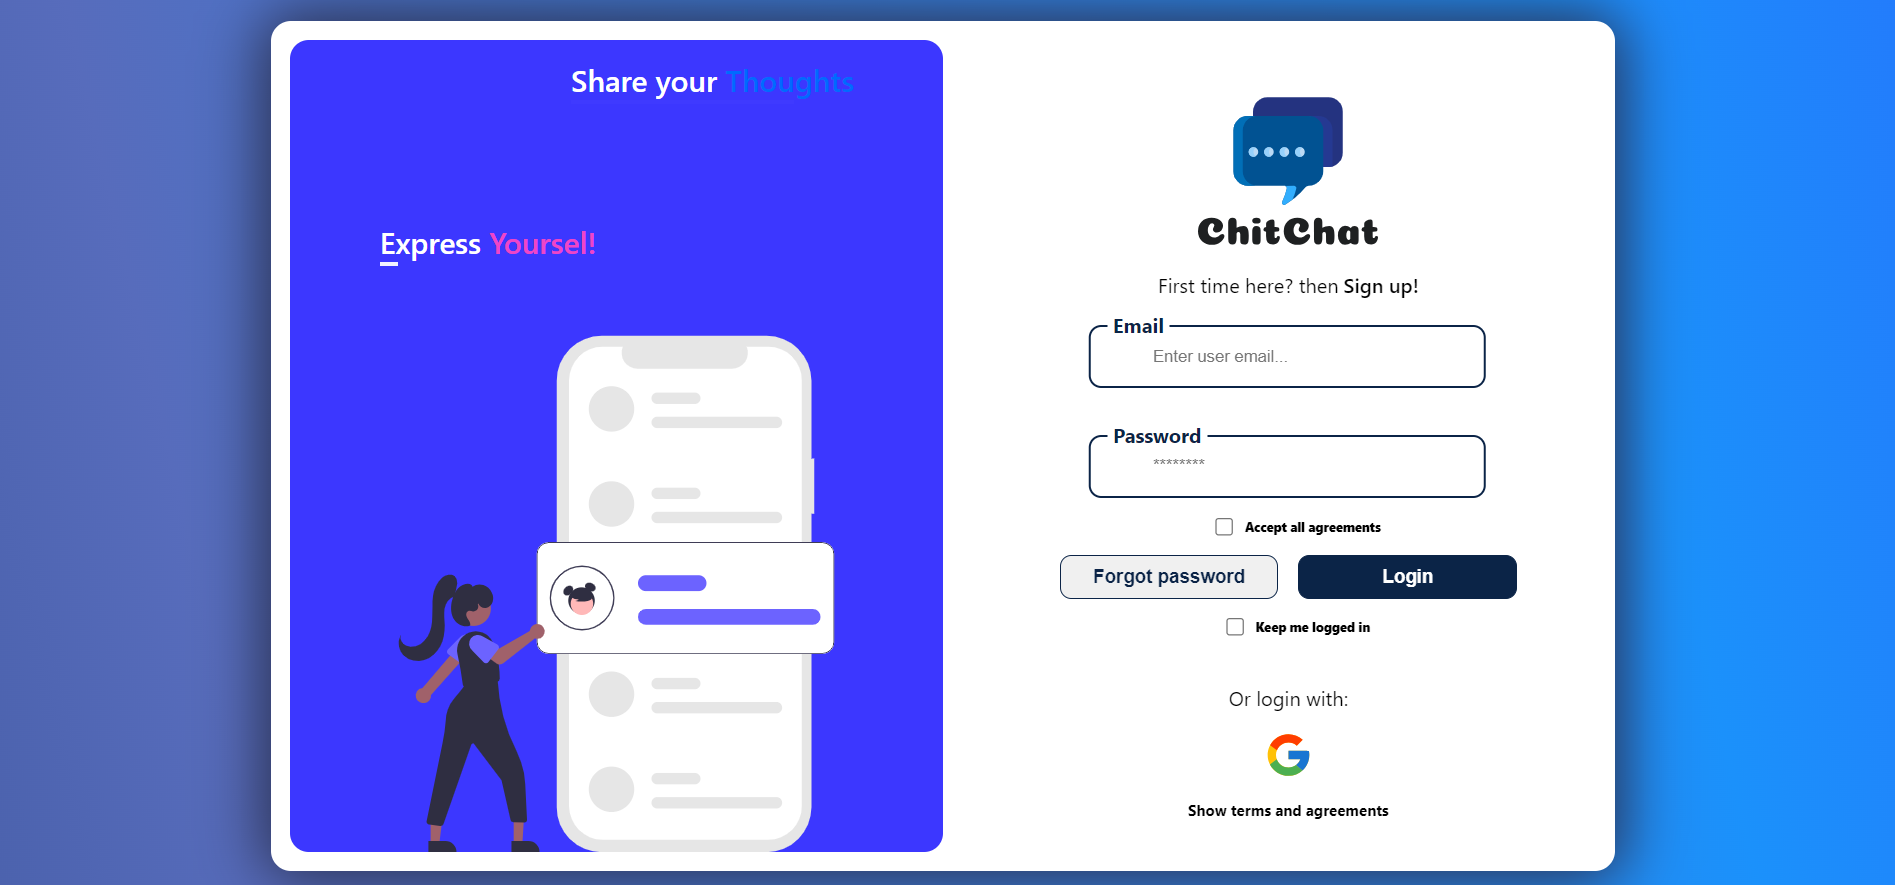 Share your Thoughts
Express Yoursel!
ChitChat
First time here? then Sign up!
Email
Enter user email...
Password
********
Accept all agreements
Forgot password
Login
Keep me logged in
Or login with:
Show terms and agreements